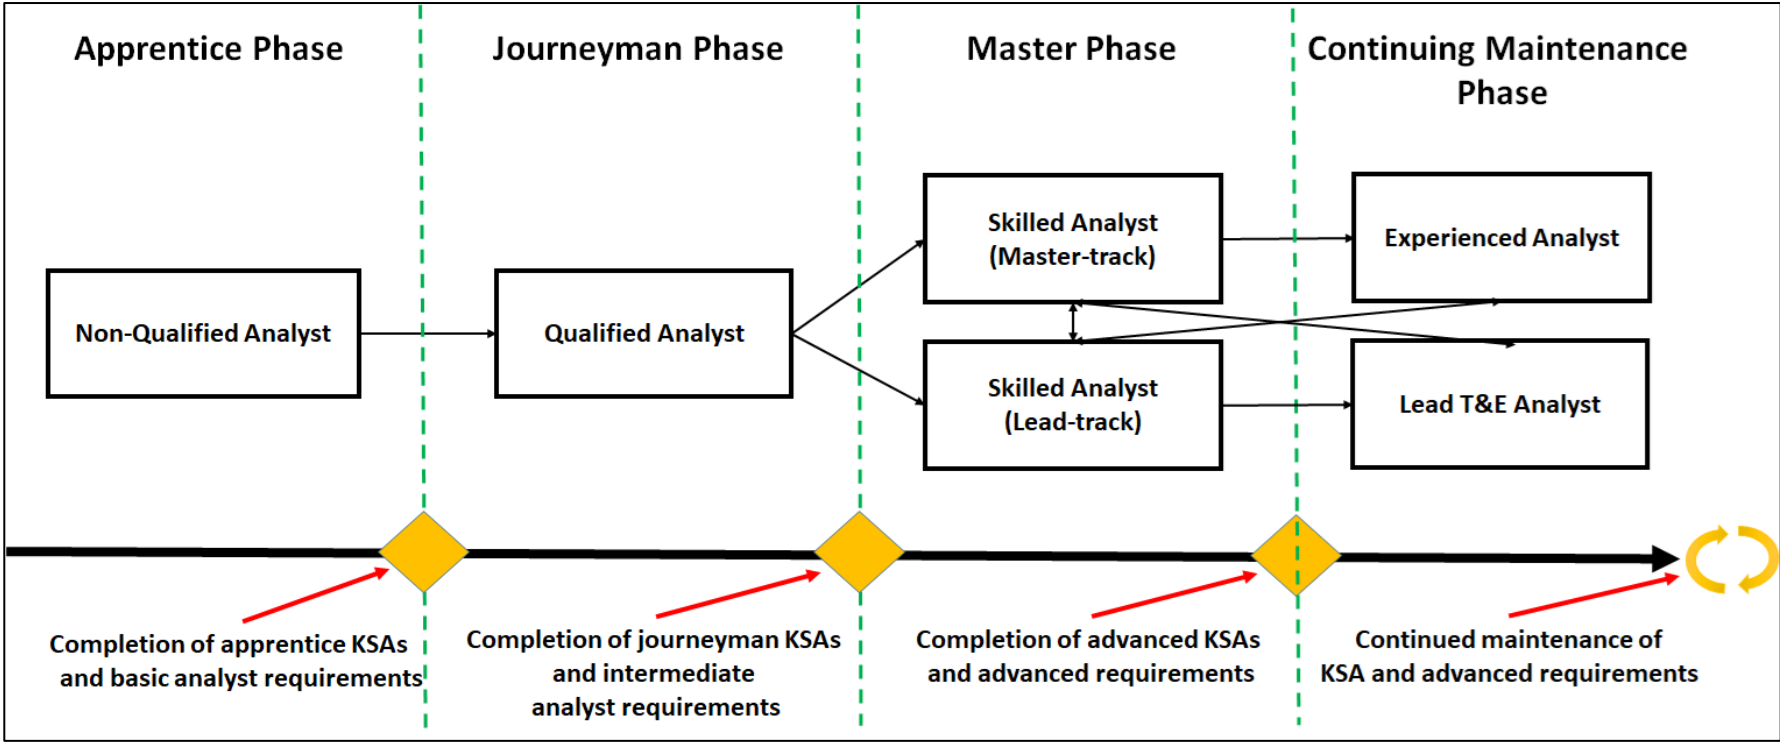 Apprentice Phase
Journeyman Phase
Master Phase
Continuing Maintenance
Phase
Non-Qualified Analyst
Qualified Analyst
Skilled Analyst
(Master-track)
Experienced Analyst
Skilled Analyst
(Lead-track)
Lead T&E Analyst
Completion of apprentice KSAs
and basic analyst requirements
Completion of journeyman KSAs
and intermediate
analyst requirements
Completion of advanced KSAs
and advanced requirements
Continued maintenance of
KSA and advanced requirements